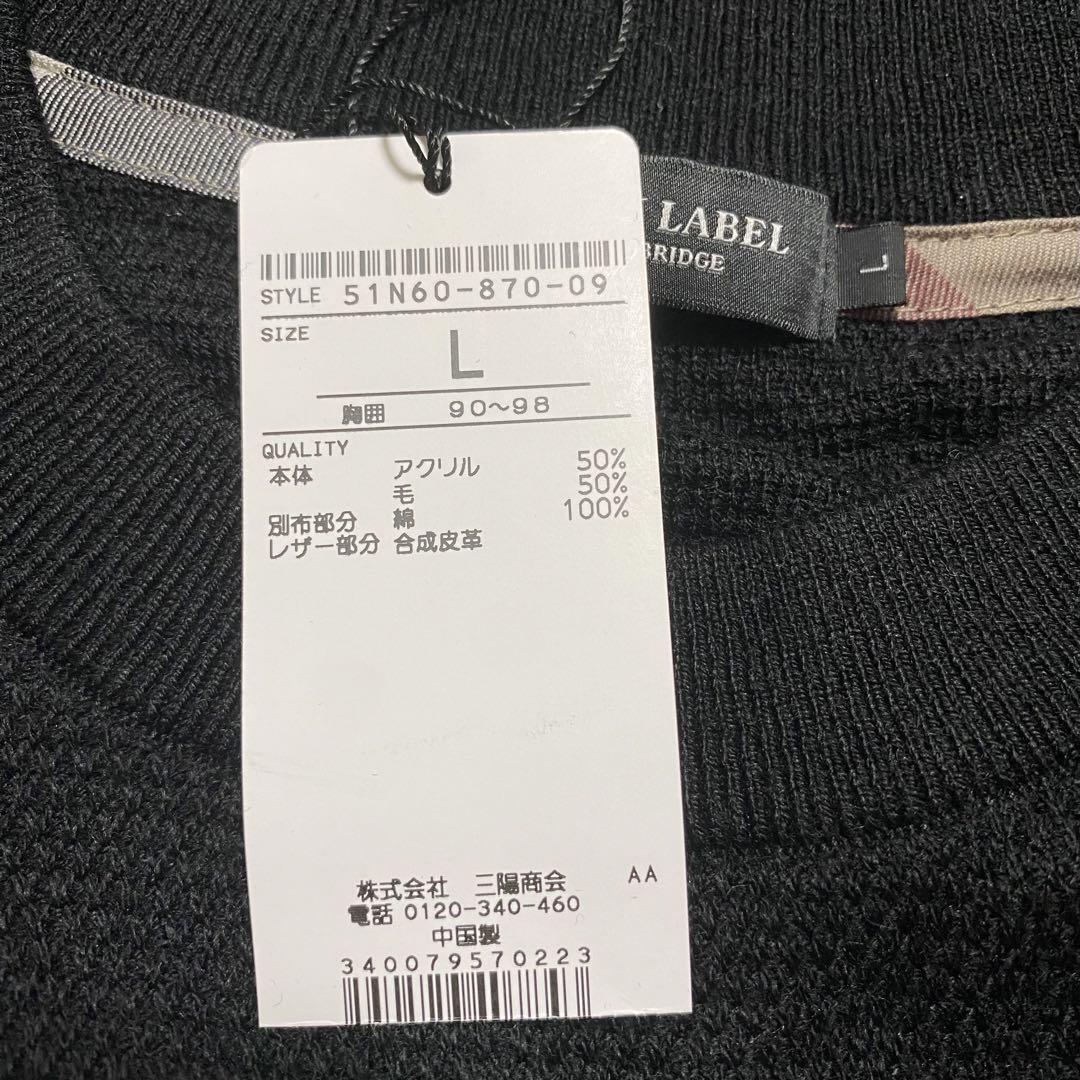 LABEL
BRIDGE
L
STYLE 51N60-870-09
SIZE
L
胸囲 90〜98
QUALITY
本体 アクリル 50%
毛 50%
別布部分 綿 100%
レザー部分 合成皮革
株式会社 三陽商会 AA
電話 0120-340-460
中国製
340079570223